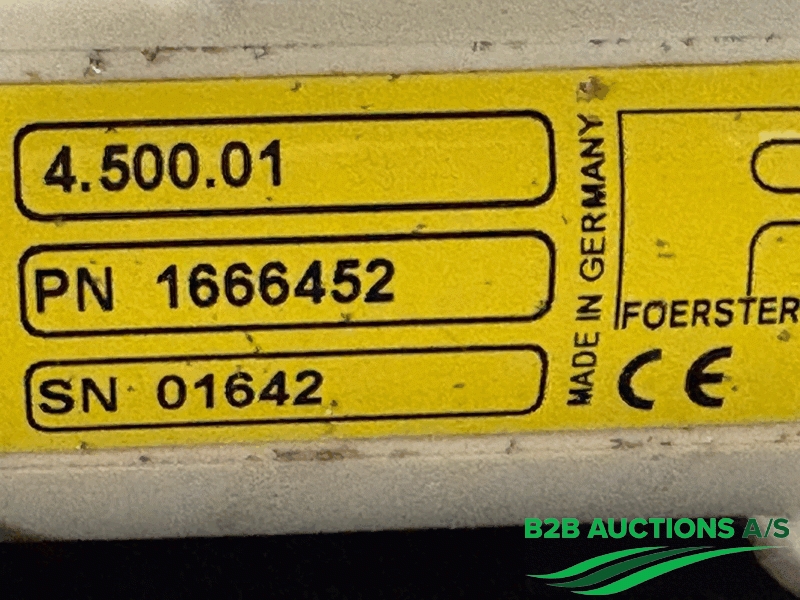 4.500.01
PN 1666452
SN 01642
MADE IN GERMANY
FOERSTER
CE
B2B AUCTIONS A/S